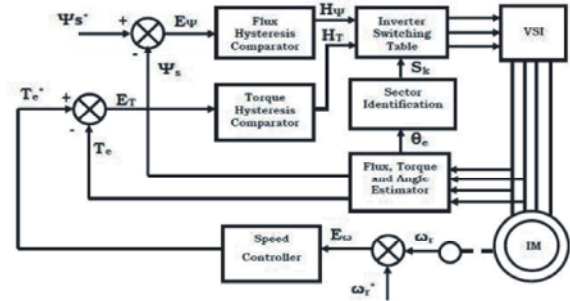 Ψs*
+
-
EΨ
Flux
Hysteresis
Comparator
HΨ
HT
Inverter
Switching
Table
VSI
Ψs
Sk
Te*
+
-
ET
Torque
Hysteresis
Comparator
Sector
Identification
Te
θe
Flux, Torque
and Angle
Estimator
Speed
Controller
Eω
ωr
IM
ωr*